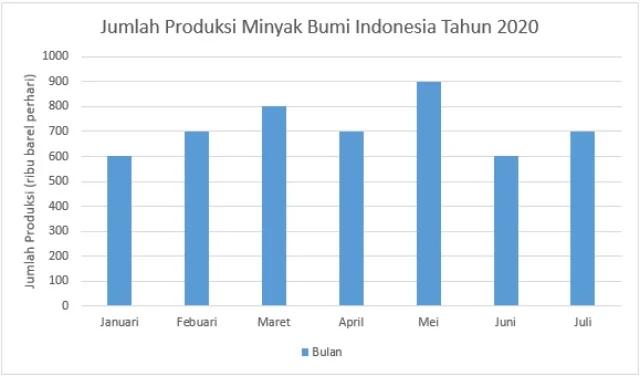 Jumlah Produksi Minyak Bumi Indonesia Tahun 2020
Jumlah Produksi (ribu barel perhari)
1000
900
800
700
600
500
400
300
200
100
0
Januari Febuari Maret April Mei Juni Juli
Bulan